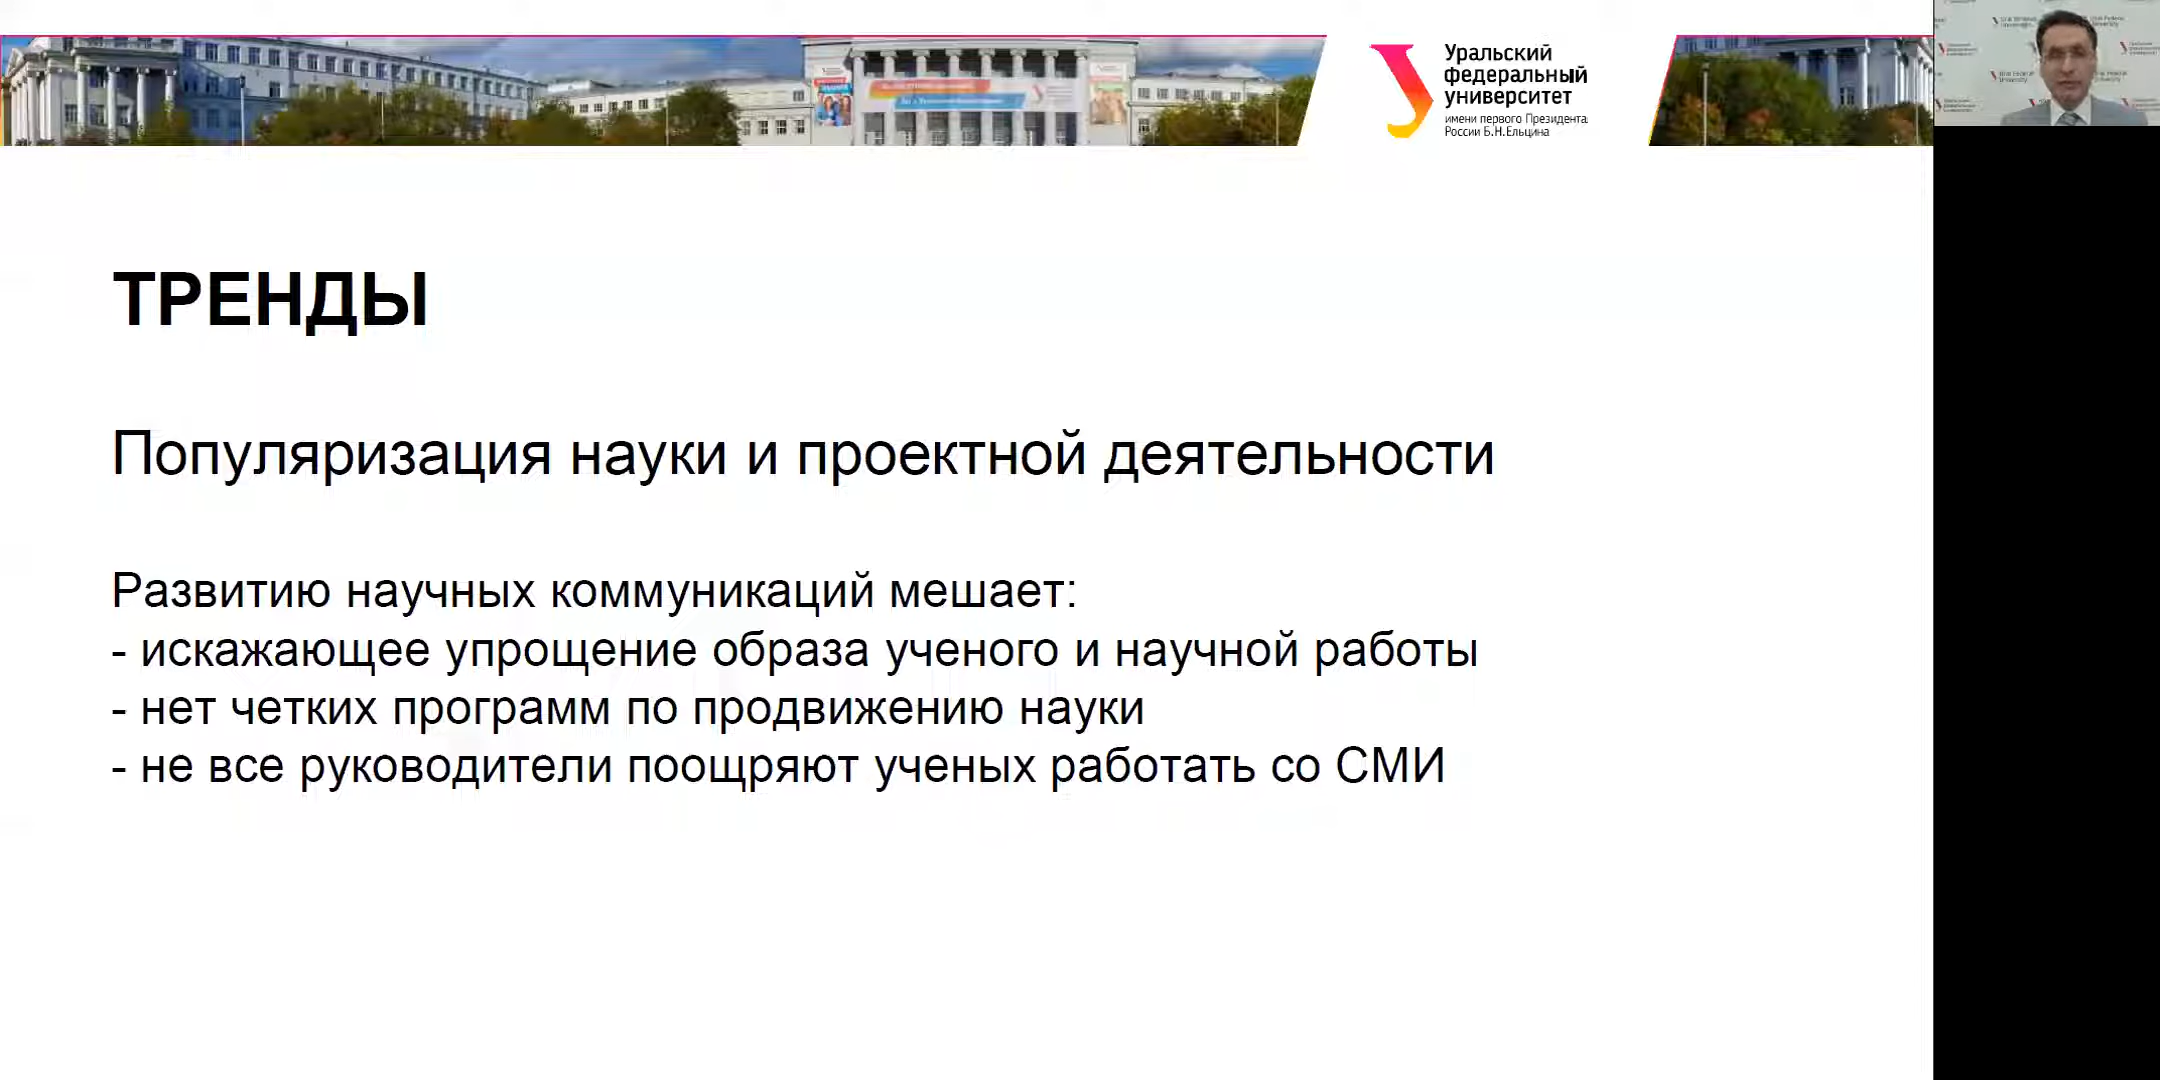 Уральский
федеральный
университет
имени первого Президента
России Б.Н.Ельцина
ТРЕНДЫ
Популяризация науки и проектной деятельности
Развитию научных коммуникаций мешает:
- искажающее упрощение образа ученого и научной работы
- нет четких программ по продвижению науки
- не все руководители поощряют ученых работать со СМИ